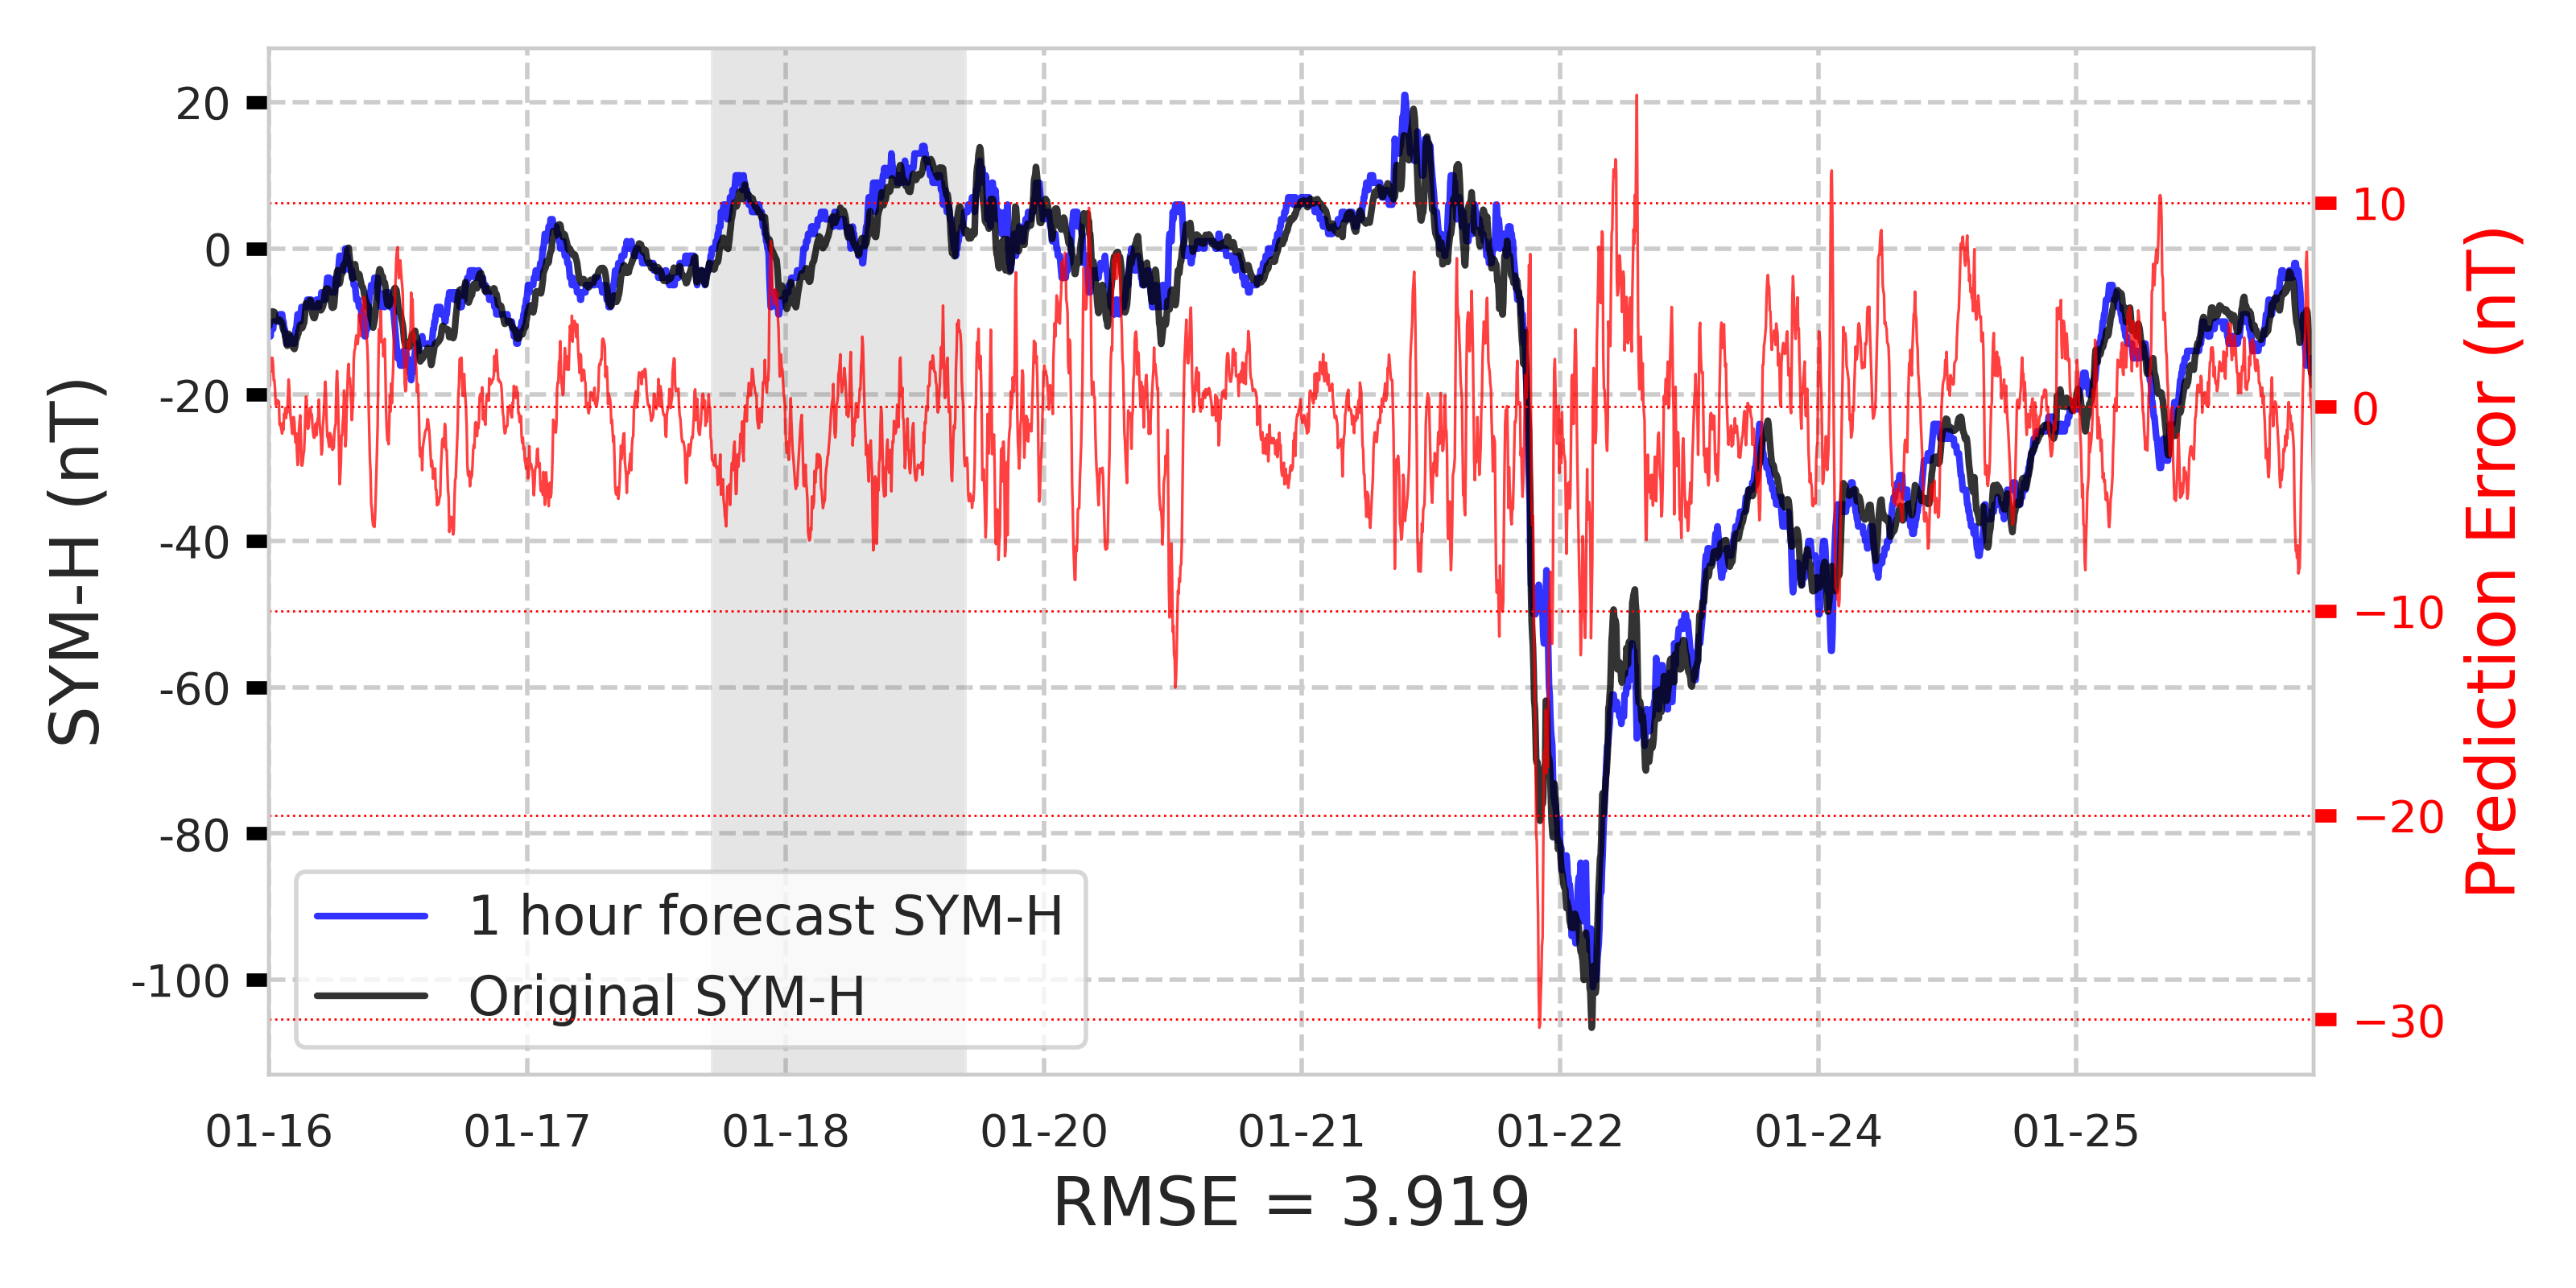 SYM-H (nT)
20
0
-20
-40
-60
-80
-100
1 hour forecast SYM-H
Original SYM-H
10
0
−10
−20
−30
Prediction Error (nT)
01-16 01-17 01-18 01-20 01-21 01-22 01-24 01-25
RMSE = 3.919